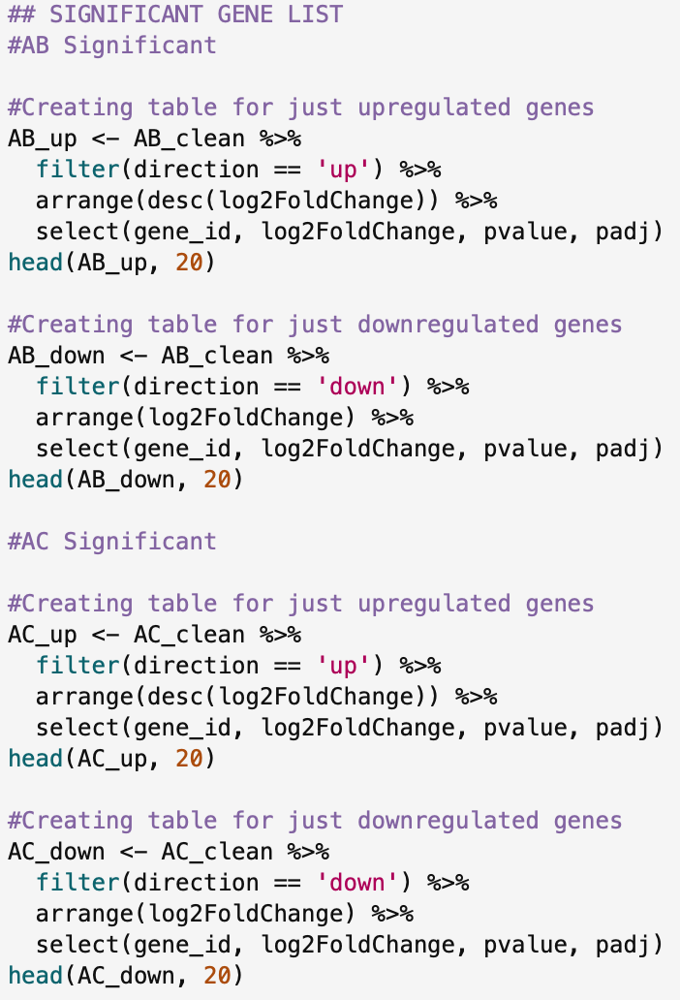 ## SIGNIFICANT GENE LIST
#AB Significant

#Creating table for just upregulated genes
AB_up <- AB_clean %>%
  filter(direction == 'up') %>%
  arrange(desc(log2FoldChange)) %>%
  select(gene_id, log2FoldChange, pvalue, padj)
head(AB_up, 20)

#Creating table for just downregulated genes
AB_down <- AB_clean %>%
  filter(direction == 'down') %>%
  arrange(log2FoldChange) %>%
  select(gene_id, log2FoldChange, pvalue, padj)
head(AB_down, 20)

#AC Significant

#Creating table for just upregulated genes
AC_up <- AC_clean %>%
  filter(direction == 'up') %>%
  arrange(desc(log2FoldChange)) %>%
  select(gene_id, log2FoldChange, pvalue, padj)
head(AC_up, 20)

#Creating table for just downregulated genes
AC_down <- AC_clean %>%
  filter(direction == 'down') %>%
  arrange(log2FoldChange) %>%
  select(gene_id, log2FoldChange, pvalue, padj)
head(AC_down, 20)